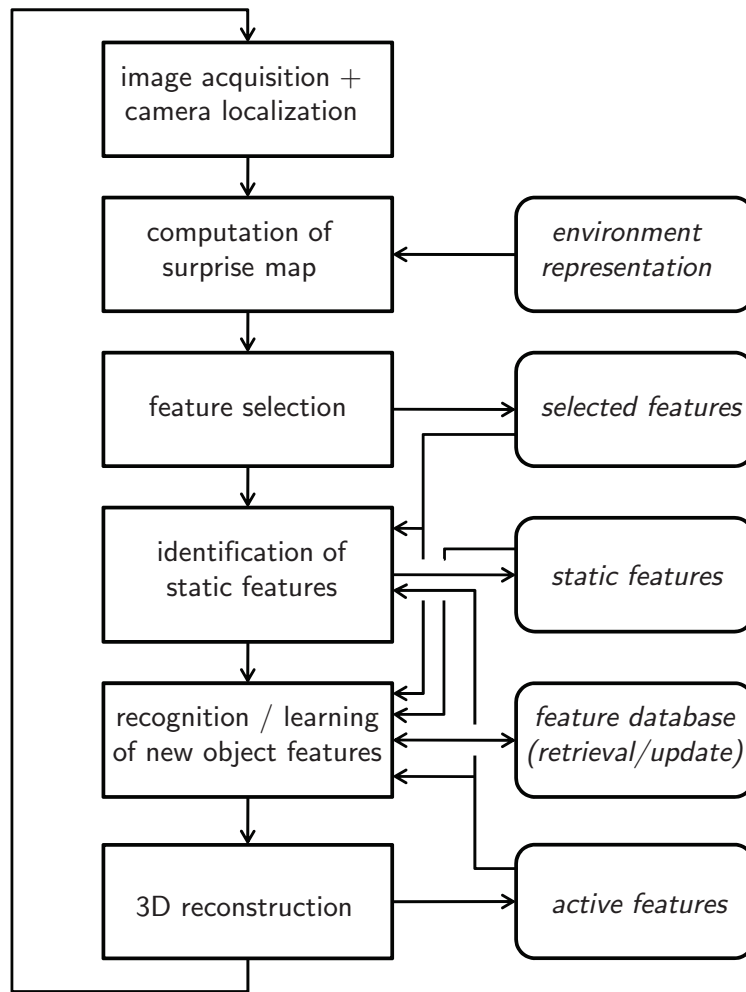 image acquisition +
camera localization
computation of
surprise map
environment
representation
feature selection
selected features
identification of
static features
static features
recognition / learning
of new object features
feature database
(retrieval/update)
3D reconstruction
active features